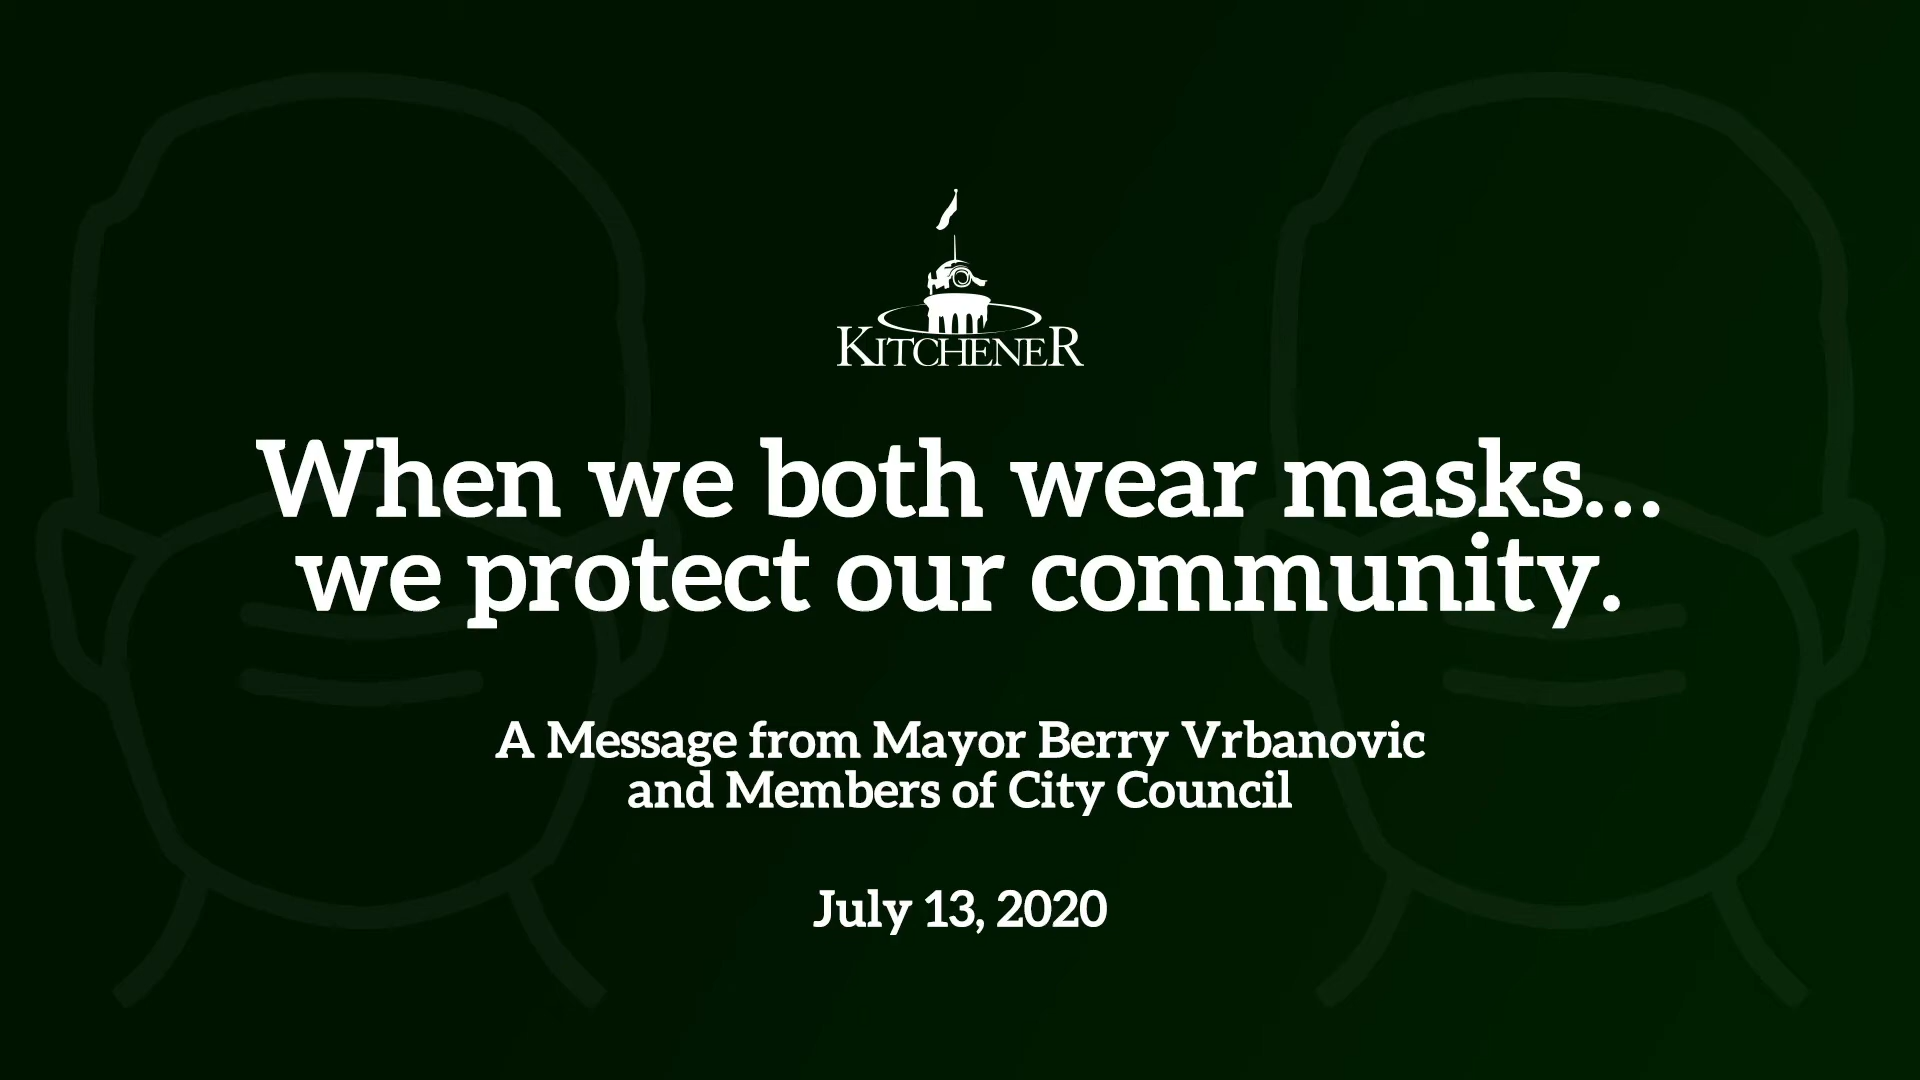 KITCHENER
When we both wear masks...
we protect our community.
A Message from Mayor Berry Vrbanovic
and Members of City Council
July 13, 2020